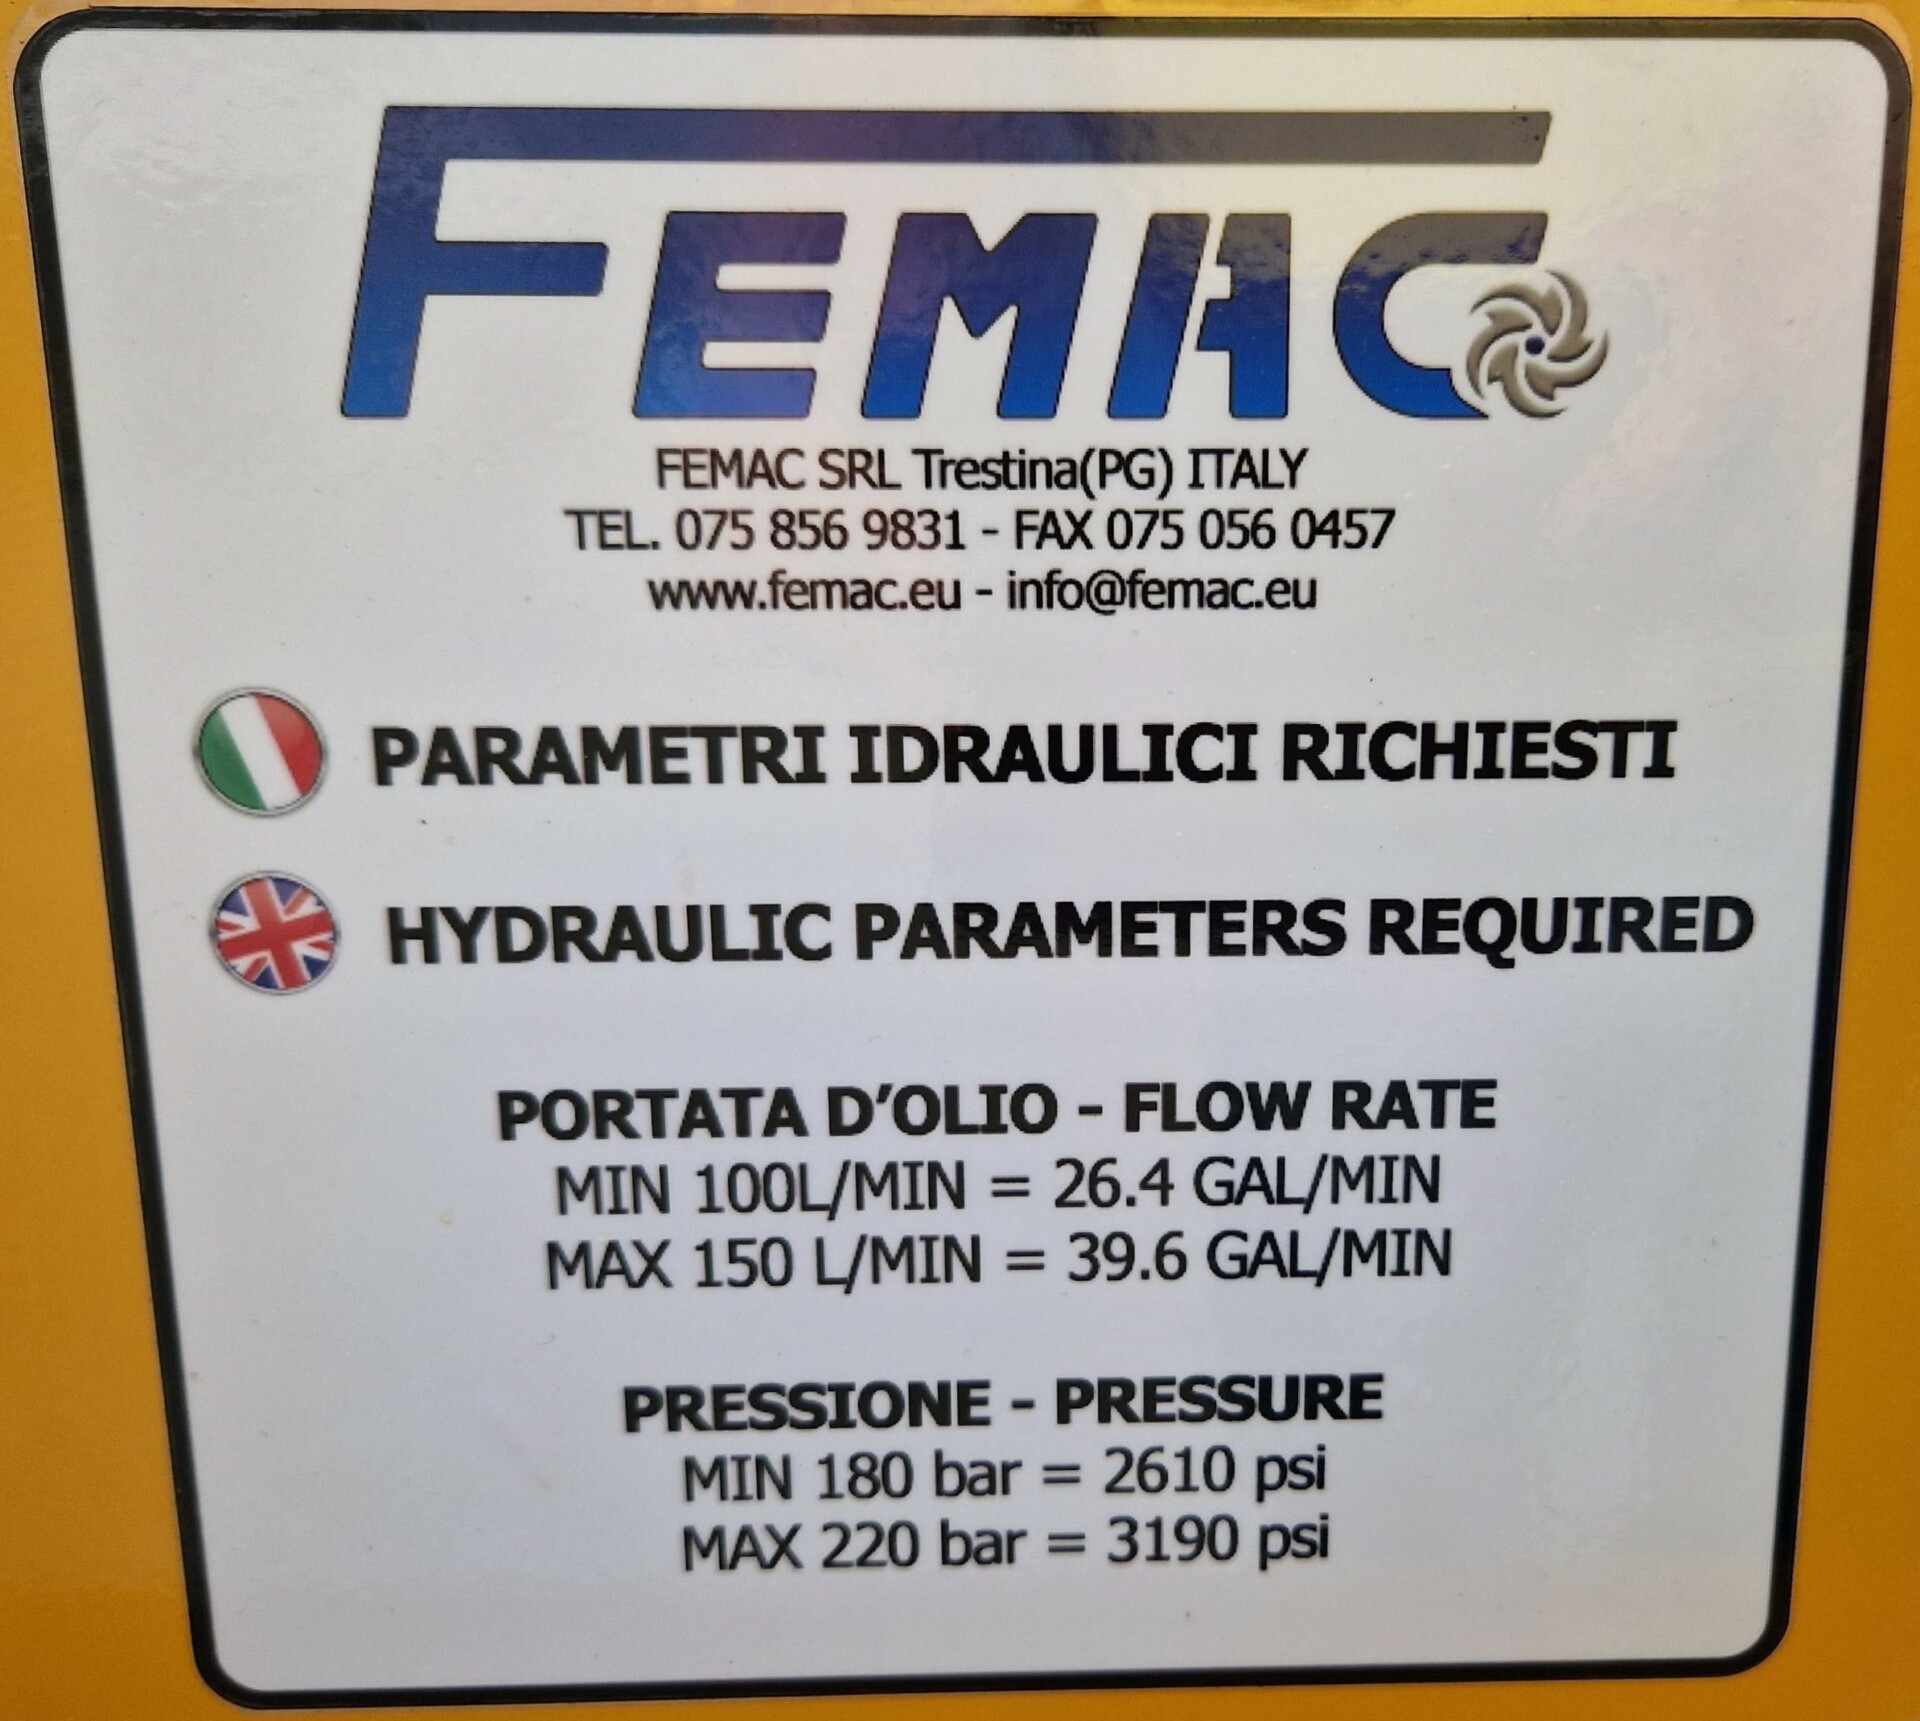 FEMAC
FEMAC SRL Trestina(PG) ITALY
TEL. 075 856 9831 - FAX 075 056 0457
www.femac.eu - info@femac.eu
PARAMETRI IDRAULICI RICHIESTI
HYDRAULIC PARAMETERS REQUIRED
PORTATA D'OLIO - FLOW RATE
MIN 100L/MIN = 26.4 GAL/MIN
MAX 150 L/MIN = 39.6 GAL/MIN
PRESSIONE - PRESSURE
MIN 180 bar = 2610 psi
MAX 220 bar = 3190 psi